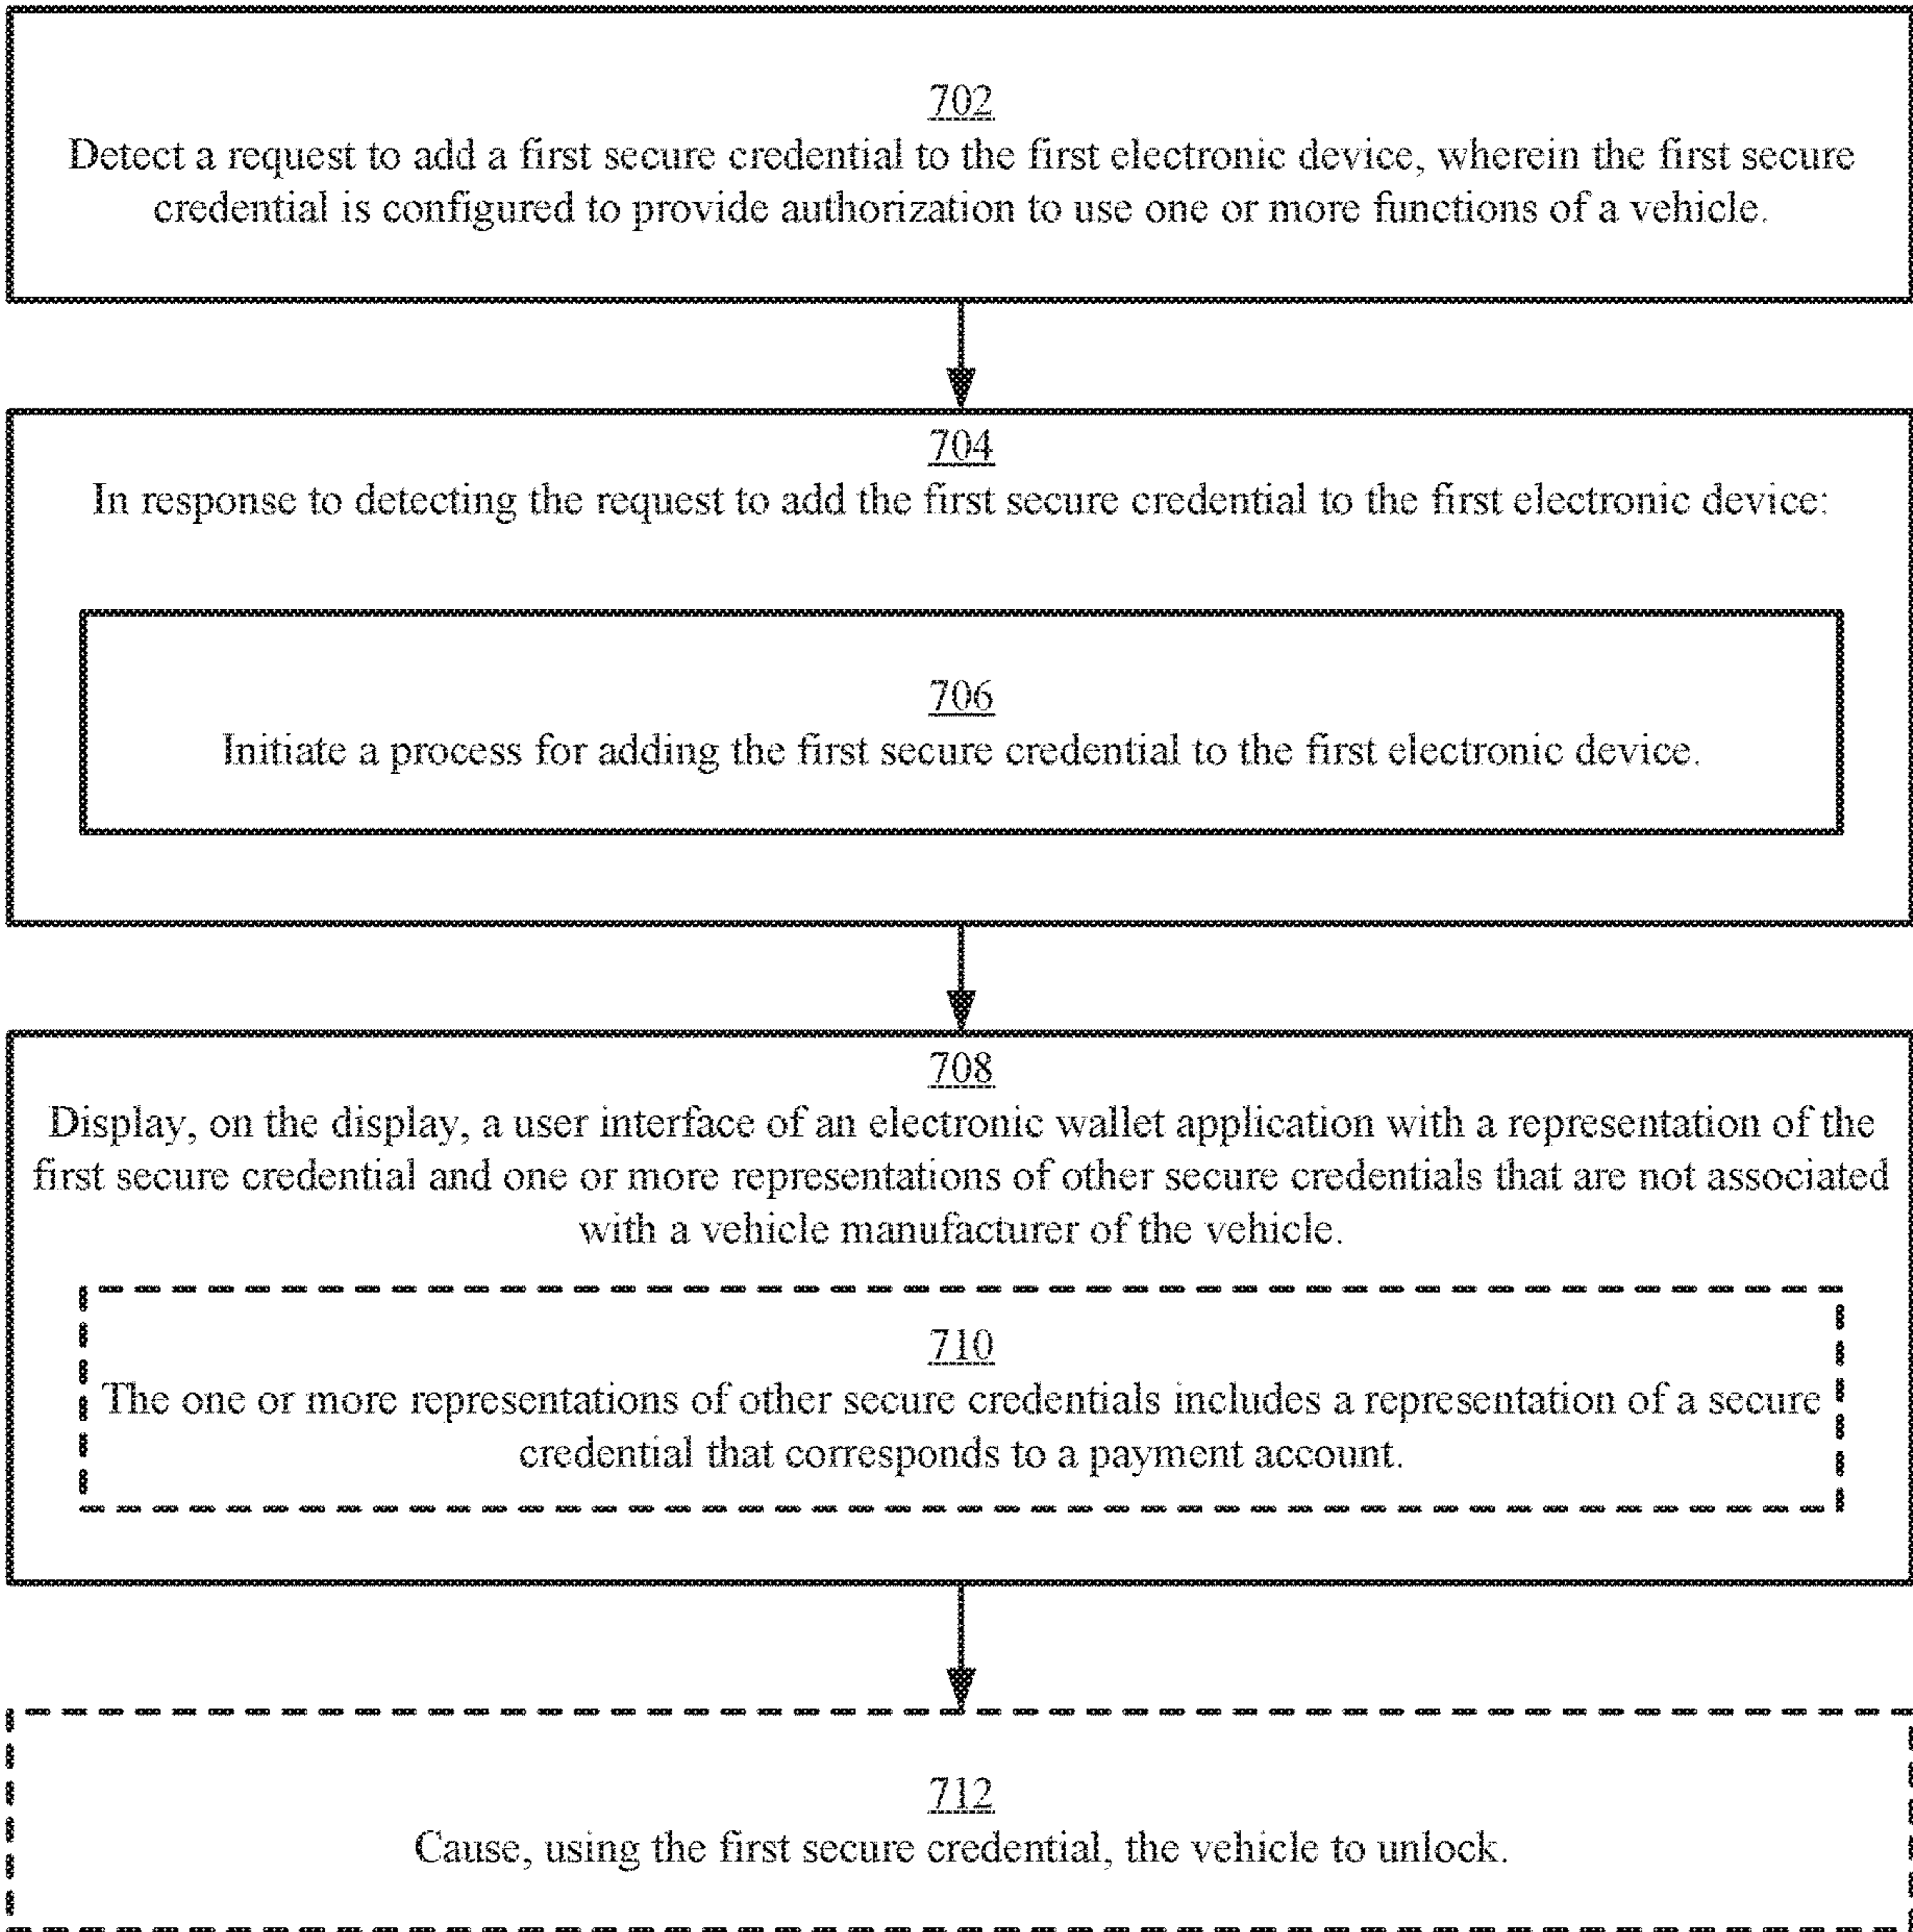 702
Detect a request to add a first secure credential to the first electronic device, wherein the first secure
credential is configured to provide authorization to use one or more functions of a vehicle.
704
In response to detecting the request to add the first secure credential to the first electronic device:
706
Initiate a process for adding the first secure credential to the first electronic device.
708
Display, on the display, a user interface of an electronic wallet application with a representation of the
first secure credential and one or more representations of other secure credentials that are not associated
with a vehicle manufacturer of the vehicle.
710
The one or more representations of other secure credentials includes a representation of a secure
credential that corresponds to a payment account.
712
Cause, using the first secure credential, the vehicle to unlock.